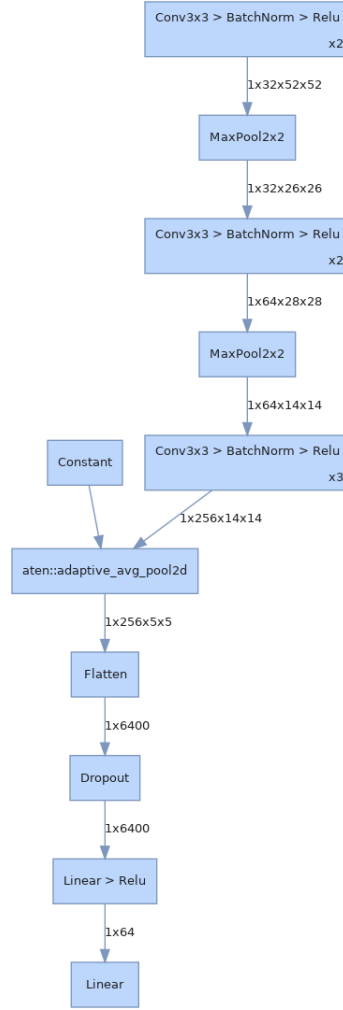 Conv3x3 > BatchNorm > Relu
x2
1x32x52x52
MaxPool2x2
1x32x26x26
Conv3x3 > BatchNorm > Relu
x2
1x64x28x28
MaxPool2x2
1x64x14x14
Conv3x3 > BatchNorm > Relu
x3
Constant
1x256x14x14
aten::adaptive_avg_pool2d
1x256x5x5
Flatten
1x6400
Dropout
1x6400
Linear > Relu
1x64
Linear